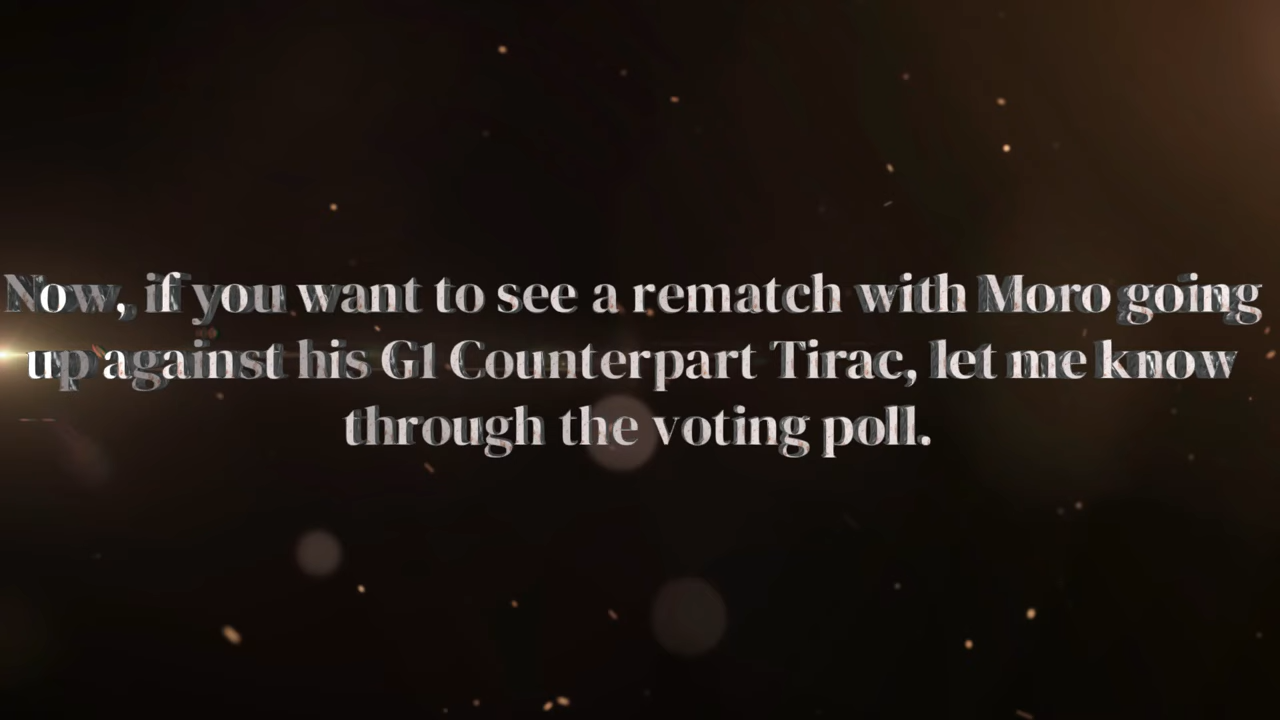 Now, if you want to see a rematch with Moro going
up against his G1 Counterpart Tirac, let me know
through the voting poll.